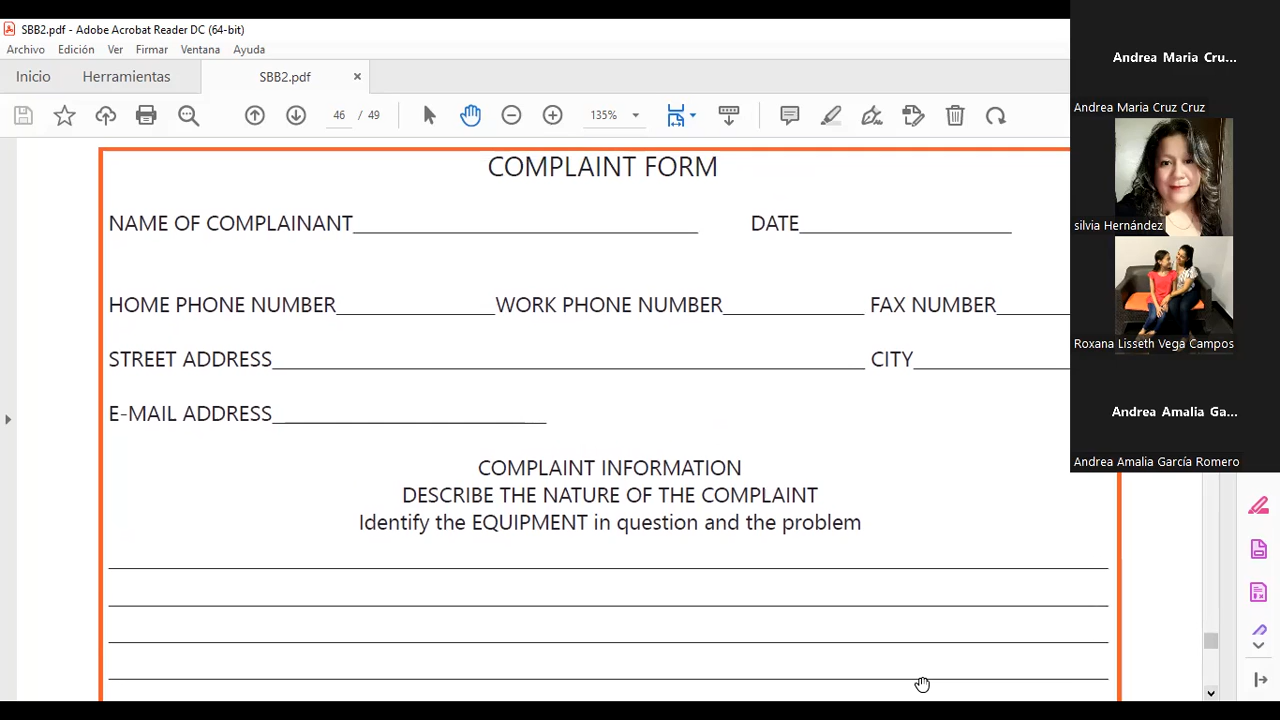 SBB2.pdf - Adobe Acrobat Reader DC (64-bit)
Archivo Edición Ver Firmar Ventana Ayuda
Inicio Herramientas SBB2.pdf ×
46 / 49 135%
COMPLAINT FORM
NAME OF COMPLAINANT DATE
HOME PHONE NUMBER WORK PHONE NUMBER FAX NUMBER
STREET ADDRESS CITY
E-MAIL ADDRESS
COMPLAINT INFORMATION
DESCRIBE THE NATURE OF THE COMPLAINT
Identify the EQUIPMENT in question and the problem
Andrea Maria Cru...
Andrea Maria Cruz Cruz
silvia Hernández
Roxana Lisseth Vega Campos
Andrea Amalia Ga...
Andrea Amalia García Romero